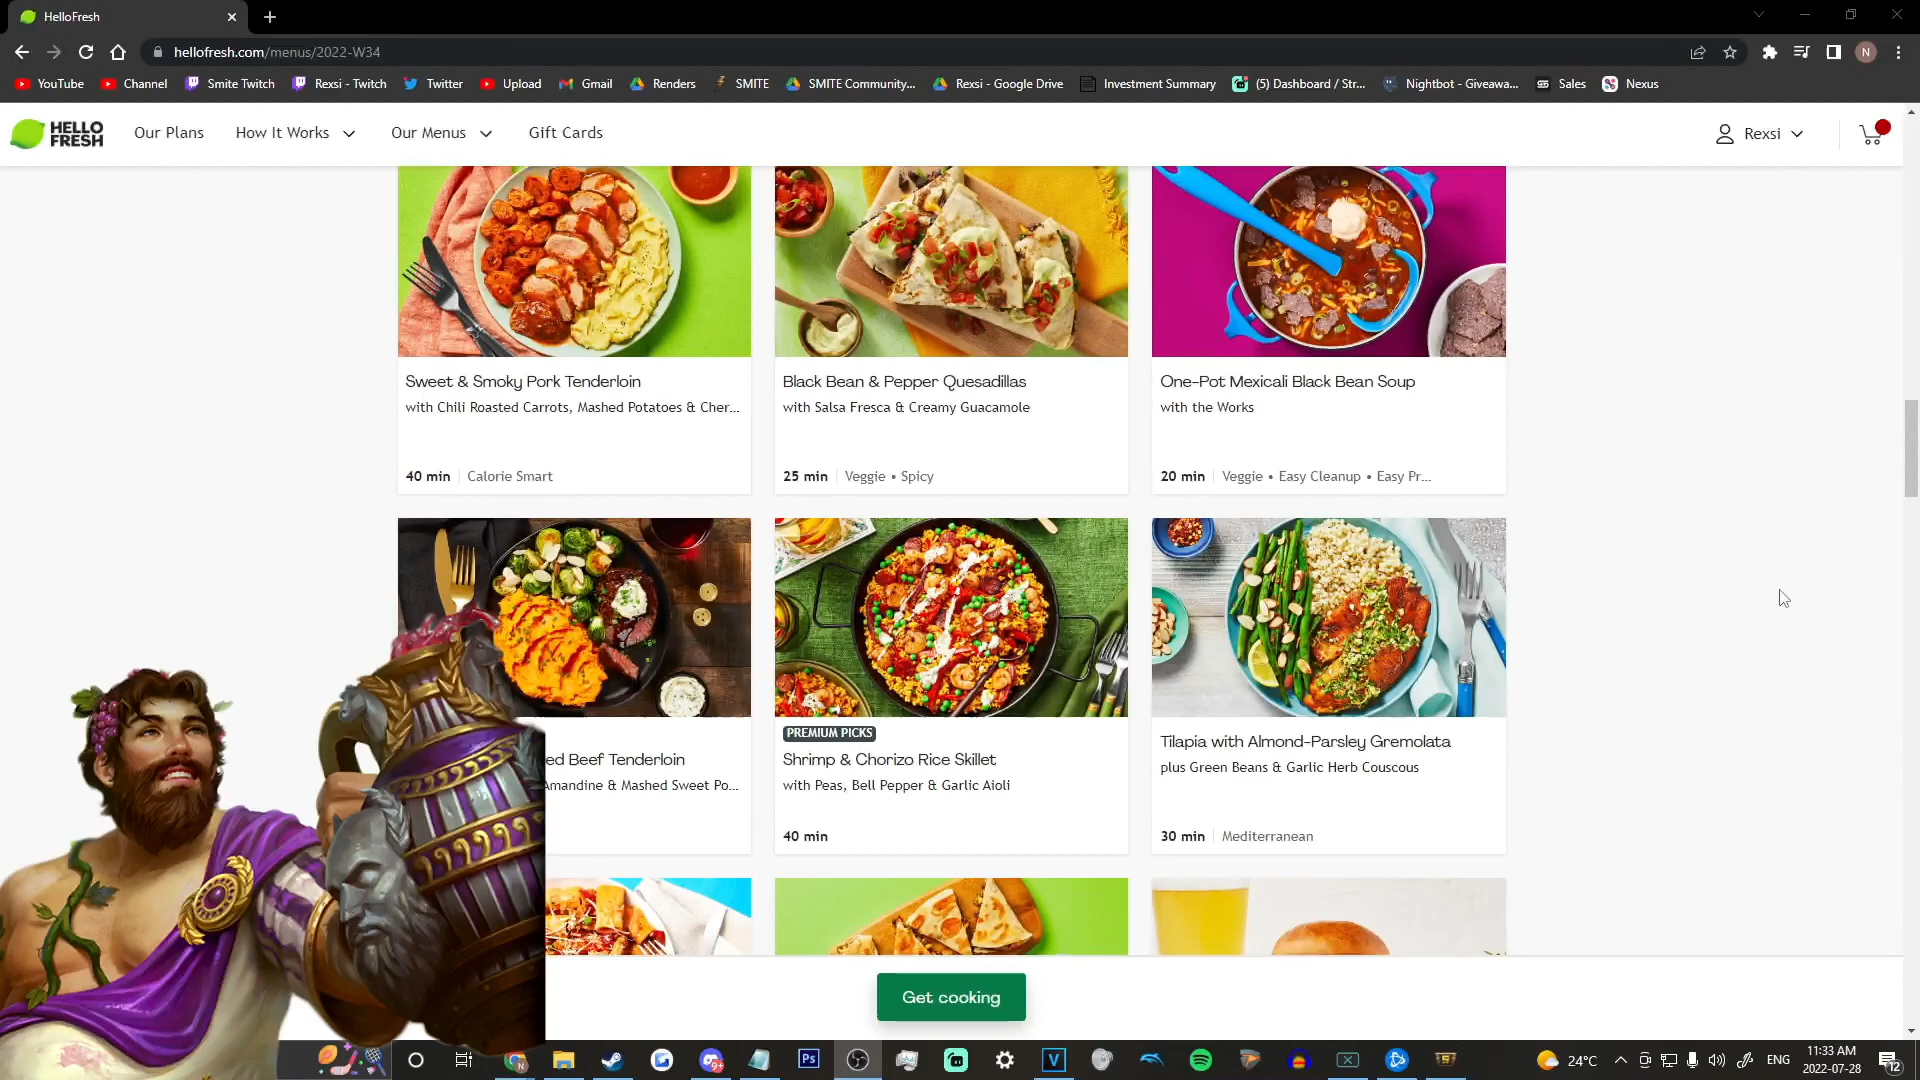 HelloFresh
hellofresh.com/menus/2022-W34
YouTube Channel Smite Twitch Rexsi - Twitch Twitter Upload Gmail Renders SMITE SMITE Community... Rexsi - Google Drive Investment Summary (5) Dashboard / Str... Nightbot - Giveawa... Sales Nexus
HELLO FRESH
Our Plans How It Works Our Menus Gift Cards Rexsi
Sweet & Smoky Pork Tenderloin
with Chili Roasted Carrots, Mashed Potatoes & Cher...
40 min Calorie Smart
Black Bean & Pepper Quesadillas
with Salsa Fresca & Creamy Guacamole
25 min Veggie • Spicy
One-Pot Mexicali Black Bean Soup
with the Works
20 min Veggie • Easy Cleanup • Easy Pr...
ed Beef Tenderloin
Amandine & Mashed Sweet Po...
PREMIUM PICKS
Shrimp & Chorizo Rice Skillet
with Peas, Bell Pepper & Garlic Aioli
40 min
Tilapia with Almond-Parsley Gremolata
plus Green Beans & Garlic Herb Couscous
30 min Mediterranean
Get cooking
24°C ENG
11:33 AM
2022-07-28
12